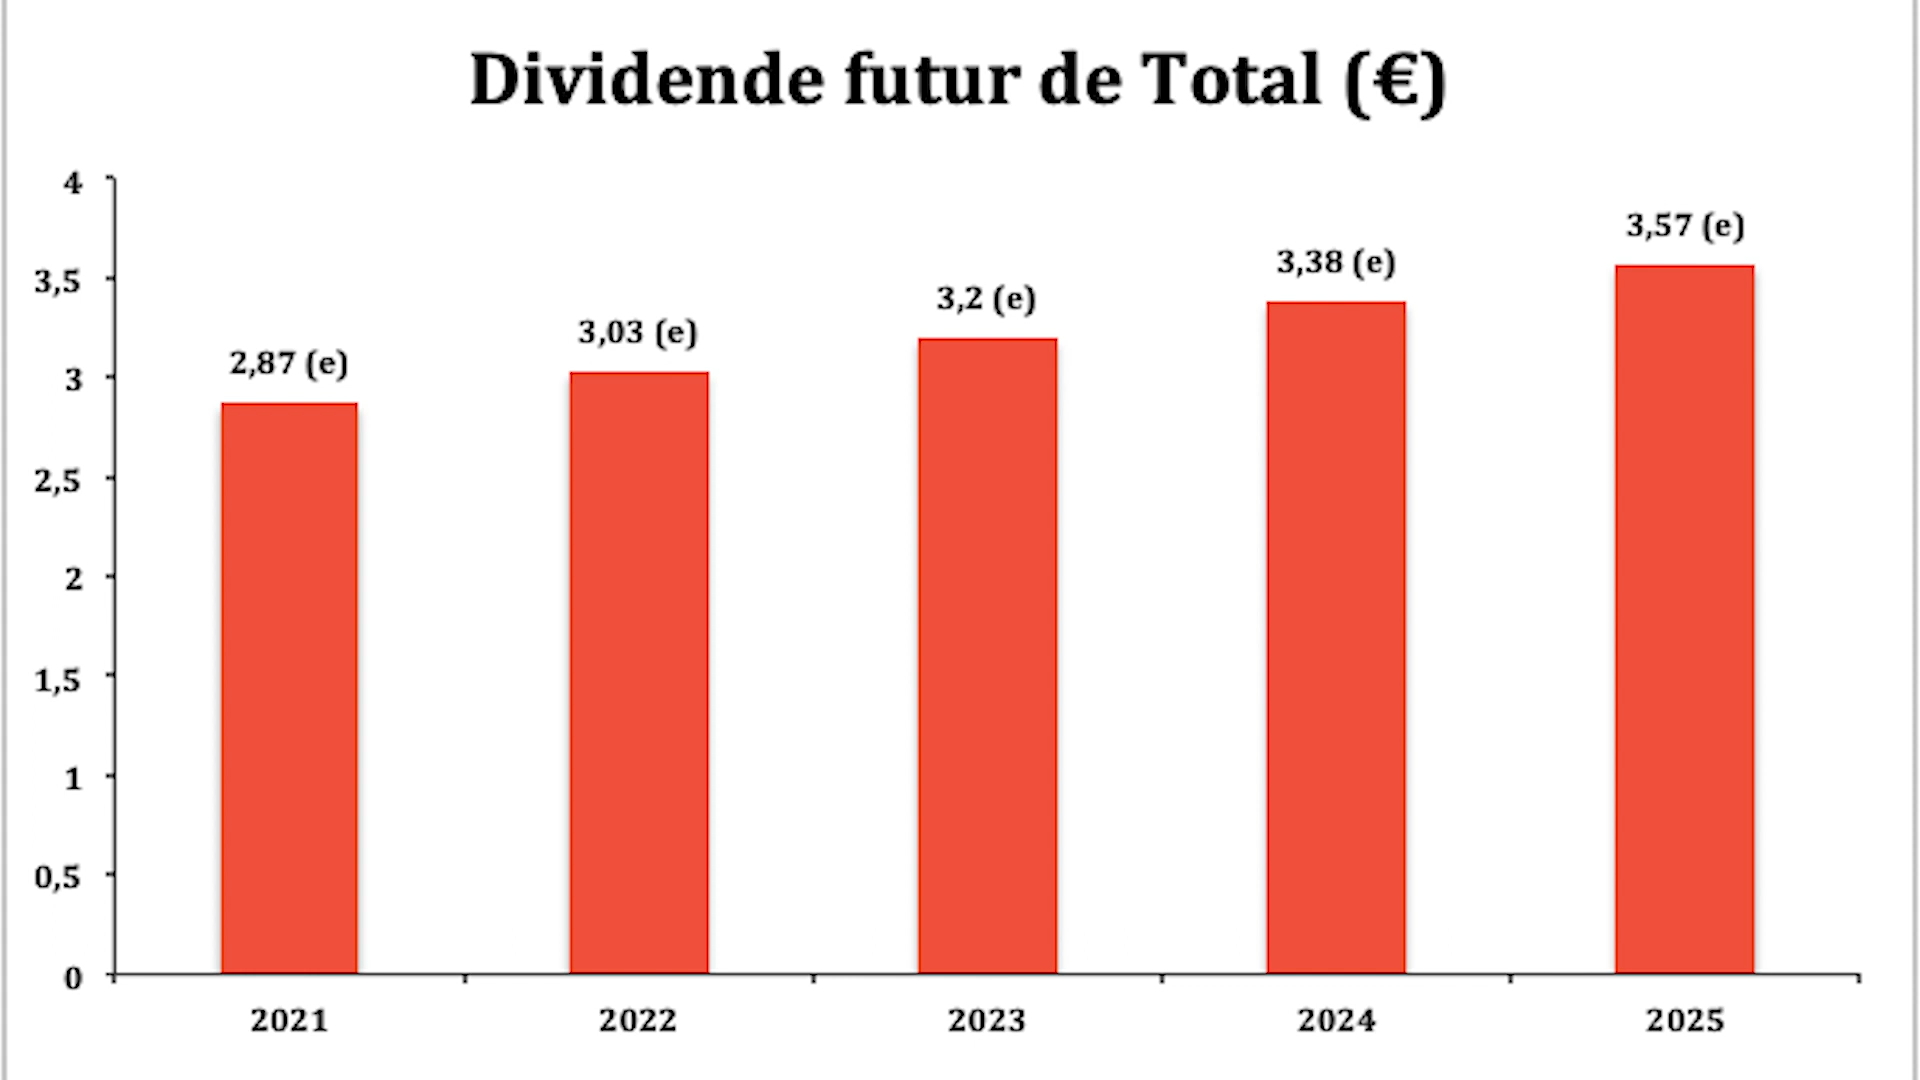 Dividende futur de Total (€)
4
3,5
3
2,5
2
1,5
1
0,5
0
2,87 (e)
3,03 (e)
3,2 (e)
3,38 (e)
3,57 (e)
2021
2022
2023
2024
2025